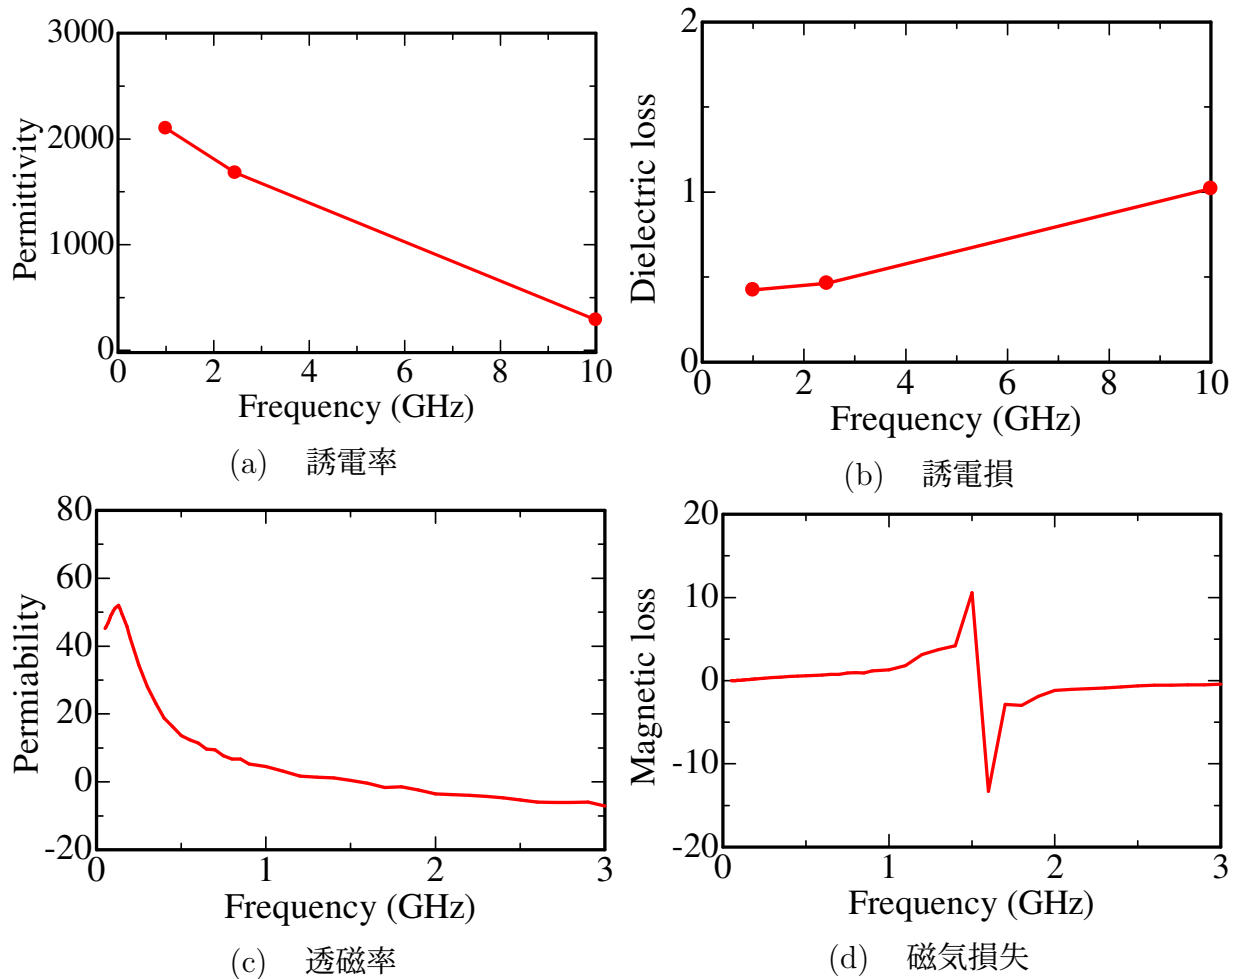 3000
2000
1000
0
Permittivity
0 2 4 6 8 10
Frequency (GHz)
(a) 誘電率
2
1
0
Dielectric loss
0 2 4 6 8 10
Frequency (GHz)
(b) 誘電損
80
60
40
20
0
-20
Permiability
0 1 2 3
Frequency (GHz)
(c) 透磁率
20
10
0
-10
-20
Magnetic loss
0 1 2 3
Frequency (GHz)
(d) 磁気損失